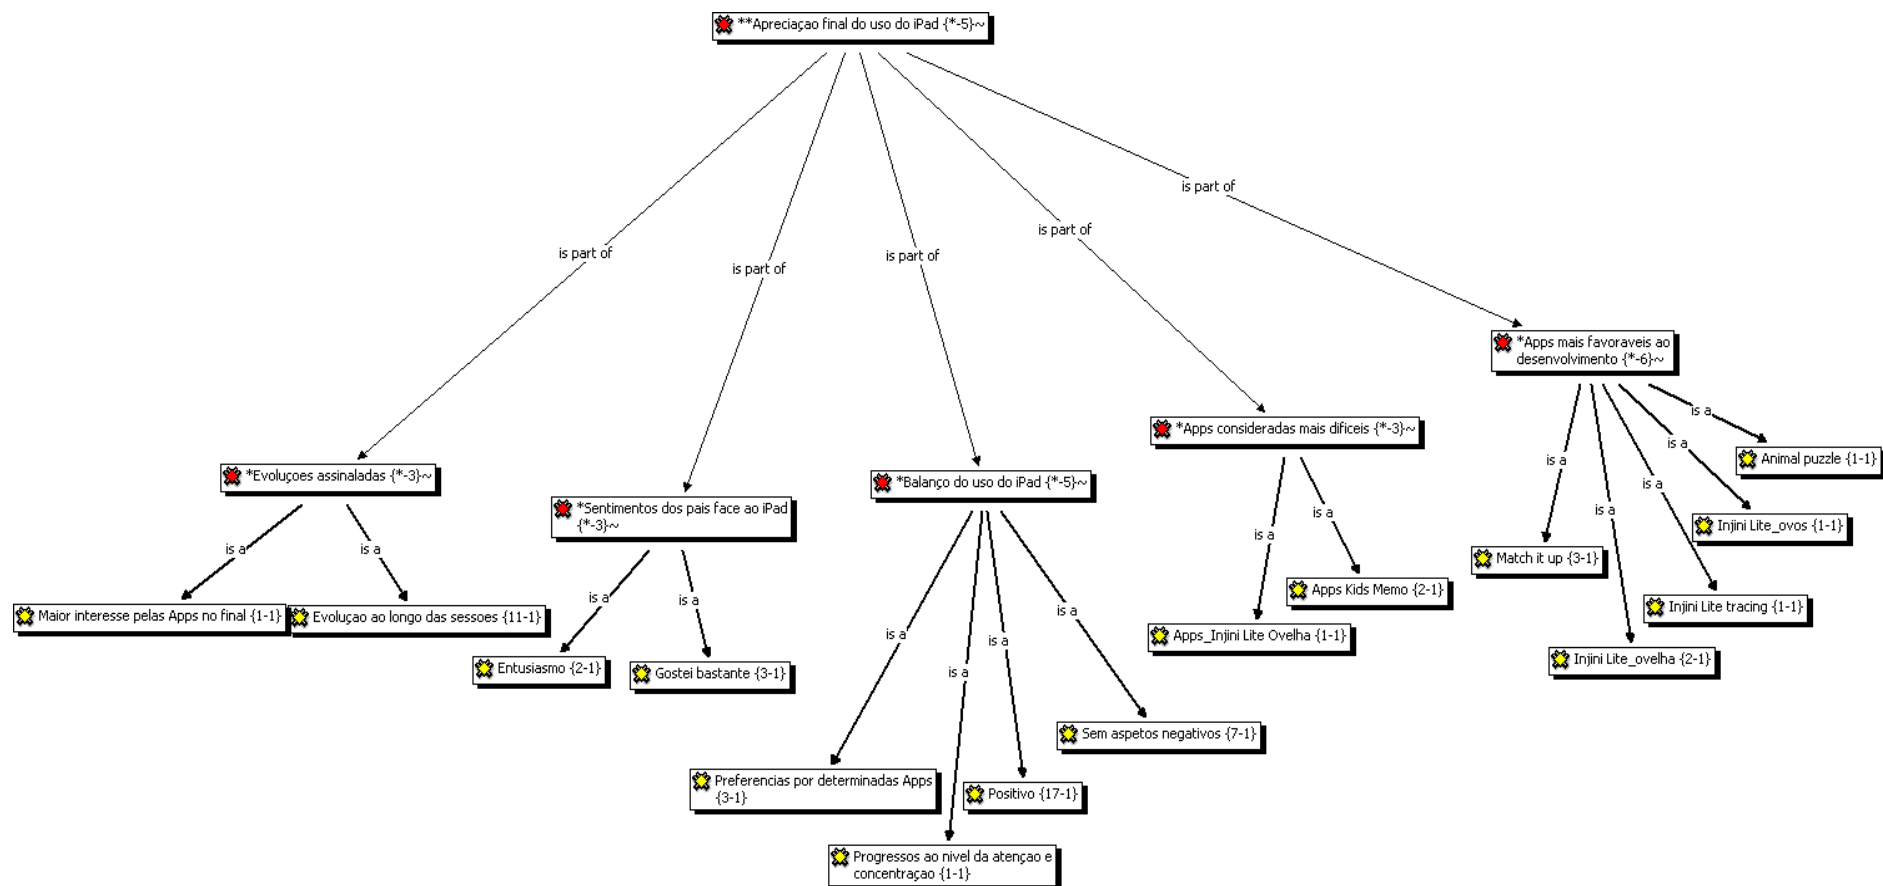 **Apreciaçao final do uso do iPad {*-5}~
is part of
is part of
is part of
is part of
is part of
*Evoluçoes assinaladas {*-3}~
is a
is a
Maior interesse pelas Apps no final {1-1}
Evoluçao ao longo das sessoes {11-1}
*Sentimentos dos pais face ao iPad
{*-3}~
is a
is a
Entusiasmo {2-1}
Gostei bastante {3-1}
*Balanço do uso do iPad {*-5}~
is a
is a
is a
is a
Preferencias por determinadas Apps
{3-1}
Progressos ao nivel da atençao e
concentraçao {1-1}
Positivo {17-1}
Sem aspetos negativos {7-1}
*Apps consideradas mais dificeis {*-3}~
is a
is a
Apps_Injini Lite Ovelha {1-1}
Apps Kids Memo {2-1}
*Apps mais favoraveis ao
desenvolvimento {*-6}~
is a
is a
is a
is a
is a
Match it up {3-1}
Injini Lite_ovelha {2-1}
Injini Lite tracing {1-1}
Injini Lite_ovos {1-1}
Animal puzzle {1-1}